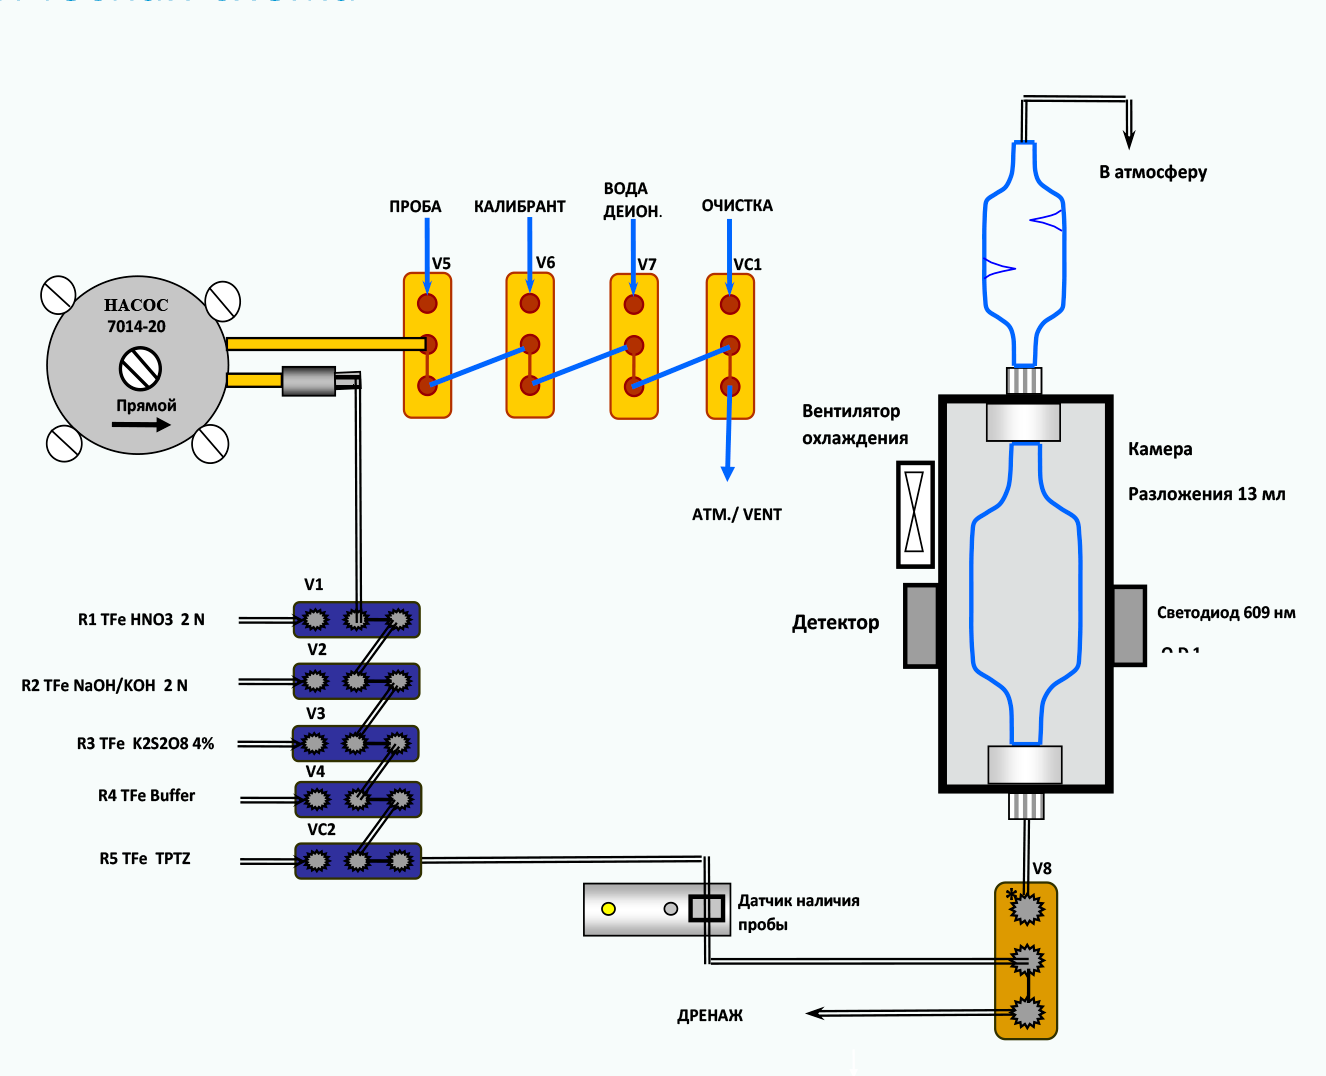 В атмосферу
ВОДА
ДЕИОН.
ПРОБА
КАЛИБРАНТ
ОЧИСТКА
V5
V6
V7
VC1
НАСОС
7014-20
Прямой
Вентилятор
охлаждения
Камера
Разложения 13 мл
АТМ./ VENT
V1
R1 TFe HNO3 2 N
Детектор
Светодиод 609 нм
V2
R2 TFe NaOH/KOH 2 N
V3
R3 TFe K2S2O8 4%
V4
R4 TFe Buffer
VC2
R5 TFe TPTZ
V8
*
Датчик наличия
пробы
ДРЕНАЖ